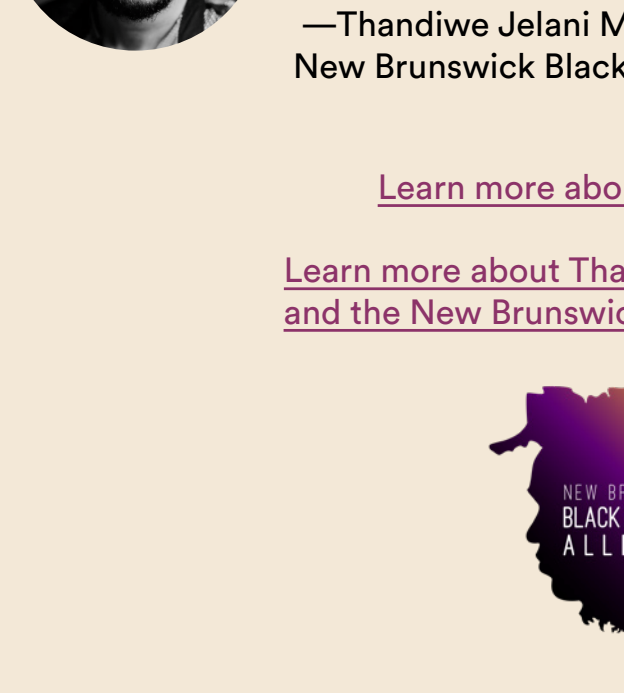 —Thandiwe Jelani M
New Brunswick Black
Learn more abo
Learn more about Tha
and the New Brunswic
NEW BR
BLACK
ALL